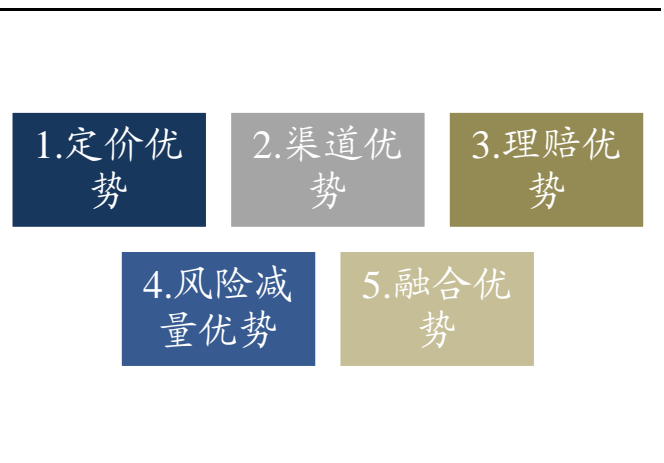 1.定价优
势
2.渠道优
势
3.理赔优
势
4.风险减
量优势
5.融合优
势